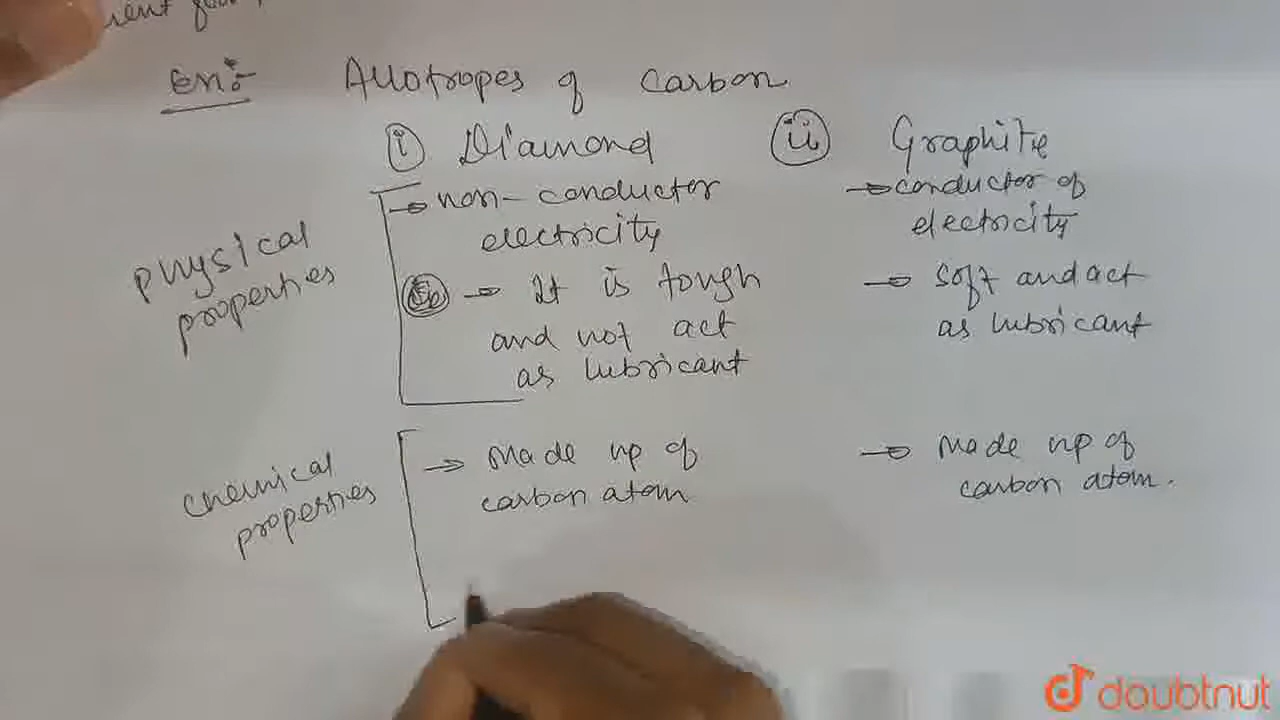 Ex:-
Allotropes of Carbon
(i) Diamond
(ii) Graphite
physical properties
→ non-conductor
electricity
→ It is tough
and not act
as lubricant
→ conductor of
electricity
→ Soft and act
as lubricant
chemical
properties
→ Made up of
carbon atom
→ Made up of
carbon atom.
doubtnut